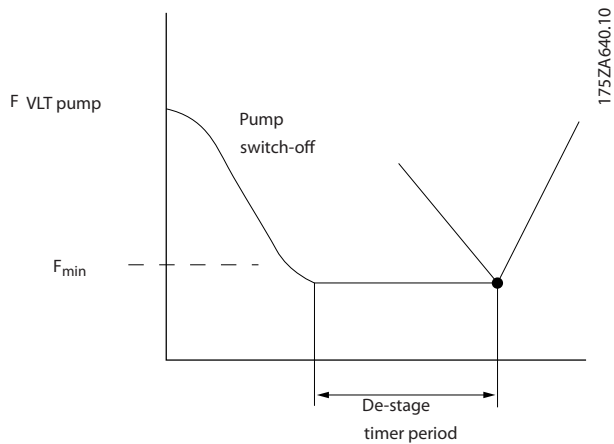 175ZA640.10
F VLT pump
Pump
switch-off
Fmin
De-stage
timer period